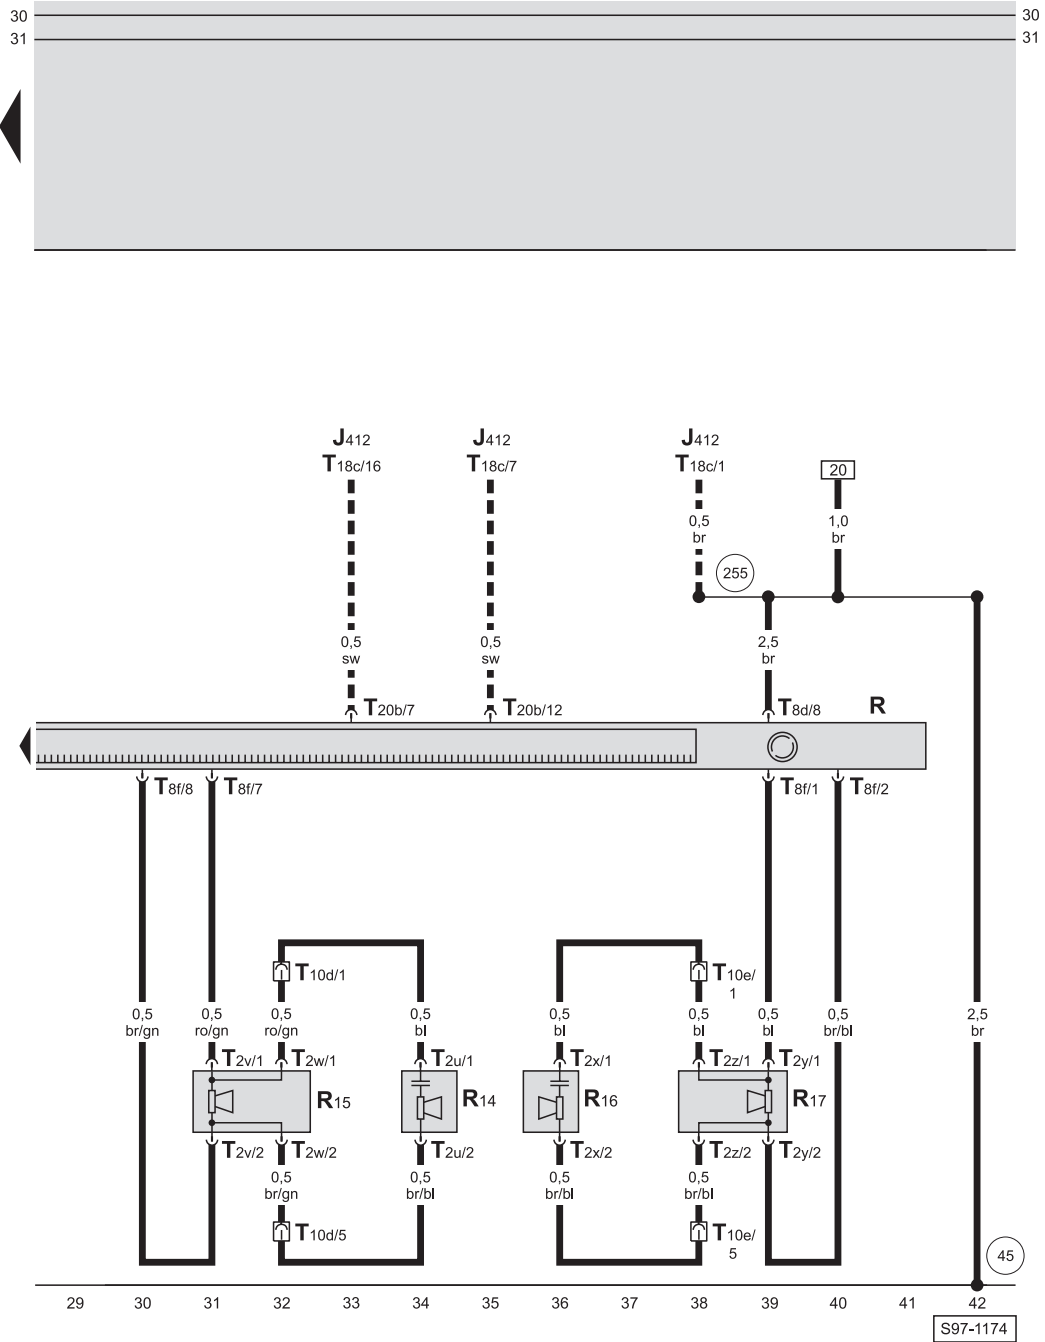 30 30
31 31
J412 J412 J412
T18c/16 T18c/7 T18c/1 20
0,5 1,0
br br
255
0,5 0,5 2,5
sw sw br
T20b/7 T20b/12 T8d/8 R
T8f/8 T8f/7 T8f/1 T8f/2
T10d/1 T10e/
1
0,5 0,5 0,5 0,5 0,5 0,5 0,5 0,5 2,5
br/gn ro/gn ro/gn bl bl bl bl br/bl br
T2v/1 T2w/1 T2u/1 T2x/1 T2z/1 T2y/1
R15 R14 R16 R17
T2v/2 T2w/2 T2u/2 T2x/2 T2z/2 T2y/2
0,5 0,5 0,5 0,5
br/gn br/bl br/bl br/bl
T10d/5 T10e/
5
45
29 30 31 32 33 34 35 36 37 38 39 40 41 42
S97-1174